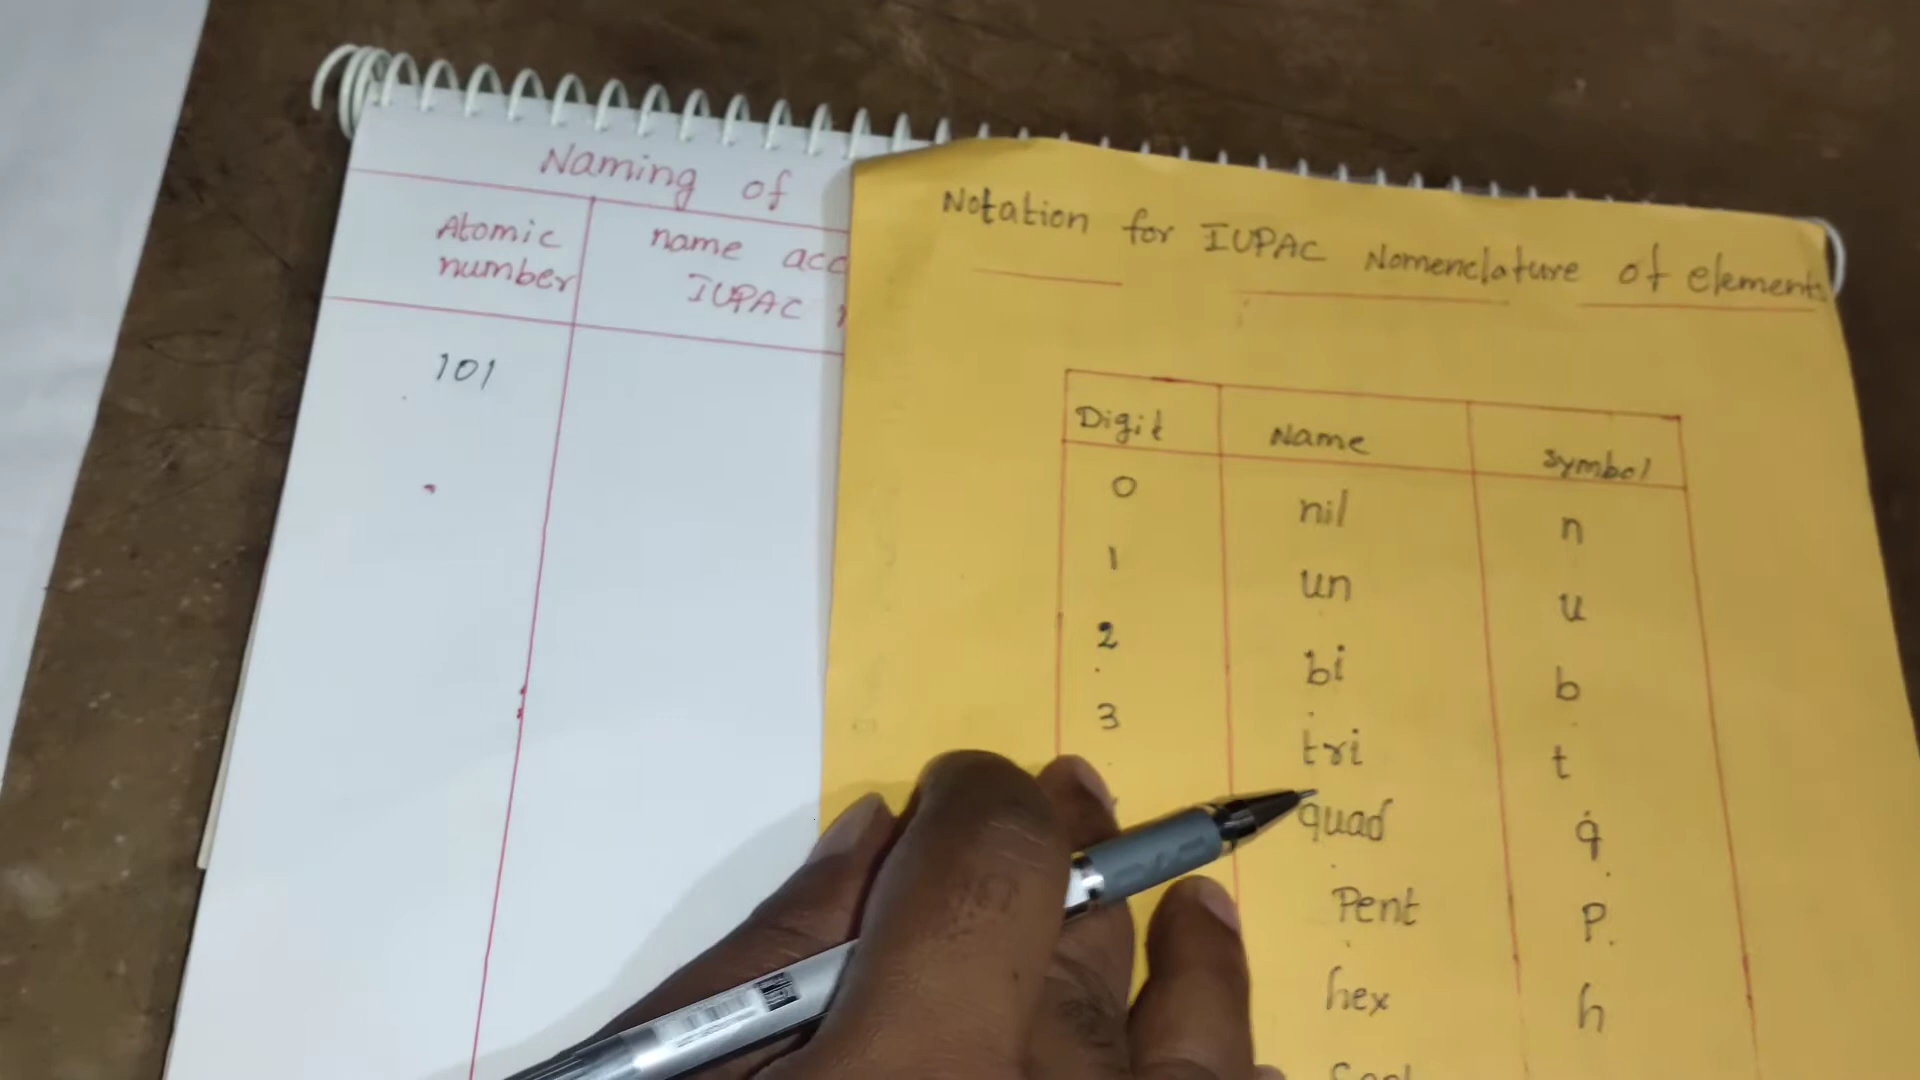 Naming of
Atomic
number
name acc
IUPAC
101
Notation for IUPAC Nomenclature of elements
Digit Name Symbol
0 nil n
1 un u
2 bi b
3 tri t
quad q
Pent P.
hex h